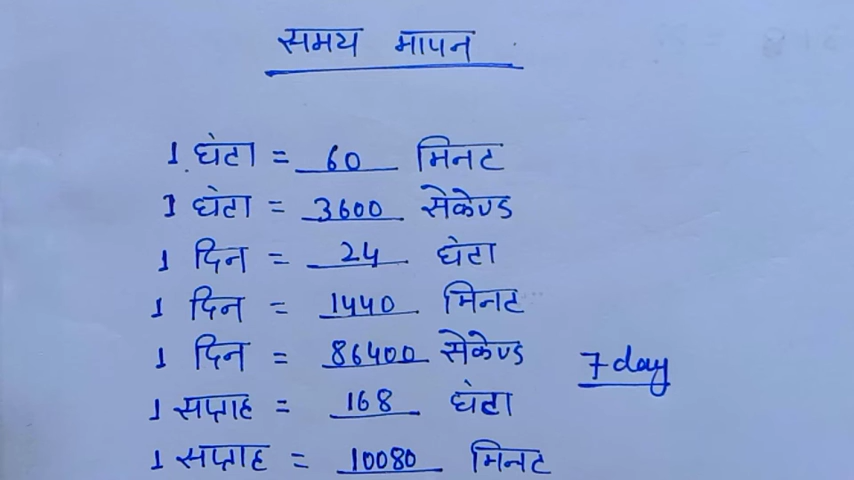 समय मापन
1 घंटा = 60 मिनट
1 घंटा = 3600 सेकेण्ड
1 दिन = 24 घंटा
1 दिन = 1440 मिनट
1 दिन = 86400 सेकेण्ड
7 day
1 सप्ताह = 168 घंटा
1 सप्ताह = 10080 मिनट